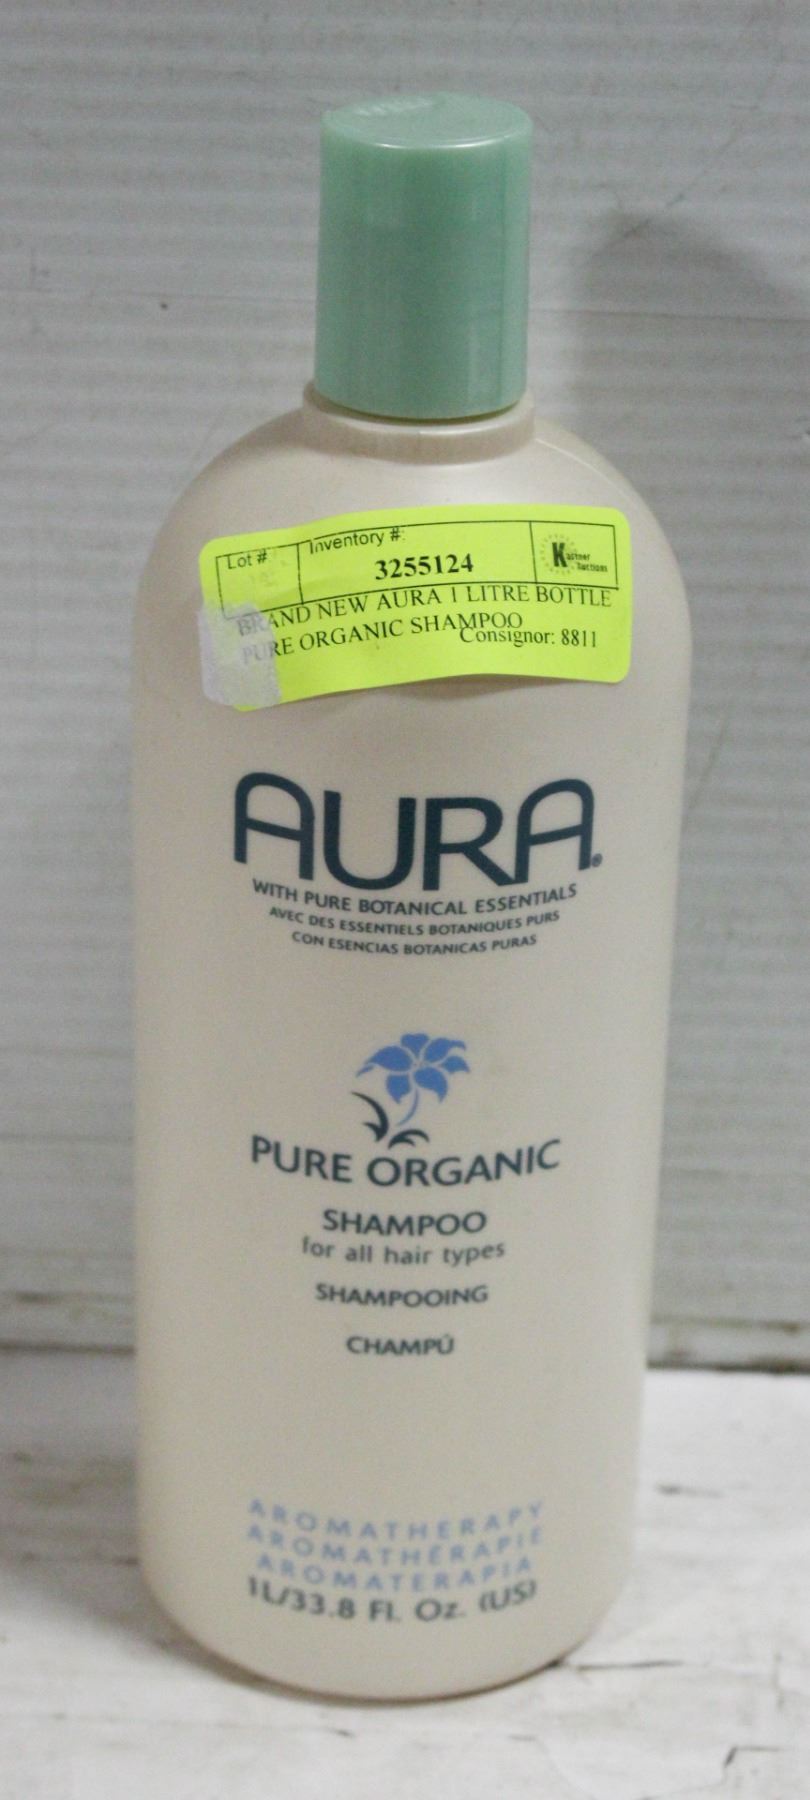 Lot # Inventory #:
3255124
Kastner
Auctions
BRAND NEW AURA 1 LITRE BOTTLE
PURE ORGANIC SHAMPOO
Consignor: 8811
AURA®
WITH PURE BOTANICAL ESSENTIALS
AVEC DES ESSENTIELS BOTANIQUES PURS
CON ESENCIAS BOTANICAS PURAS
PURE ORGANIC
SHAMPOO
for all hair types
SHAMPOOING
CHAMPÚ
AROMATHERAPY
AROMATHÉRAPIE
AROMATERAPIA
1L/33.8 Fl. Oz. (US)